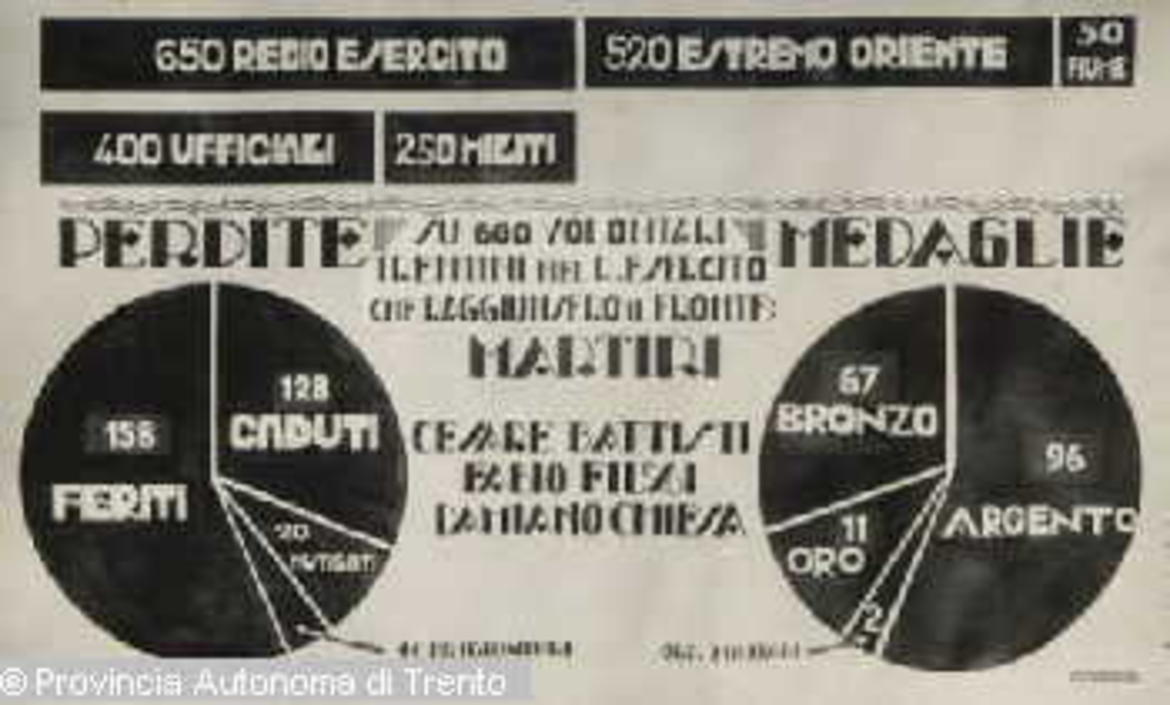 650 REGIO ESERCITO
520 ESTREMO ORIENTE
50
FIUME
400 UFFICIALI
250 MILITI
PERDITE
SU 660 VOLONTARI
TRENTINI NEL R. ESERCITO
CHE RAGGIUNSERO IL FRONTE:
MEDAGLIE
MARTIRI
CESARE BATTISTI
FABIO FILZI
DAMIANO CHIESA
128
CADUTI
156
FERITI
20
MUTILATI
67
BRONZO
96
ARGENTO
11
ORO
2
© Provincia Autonoma di Trento